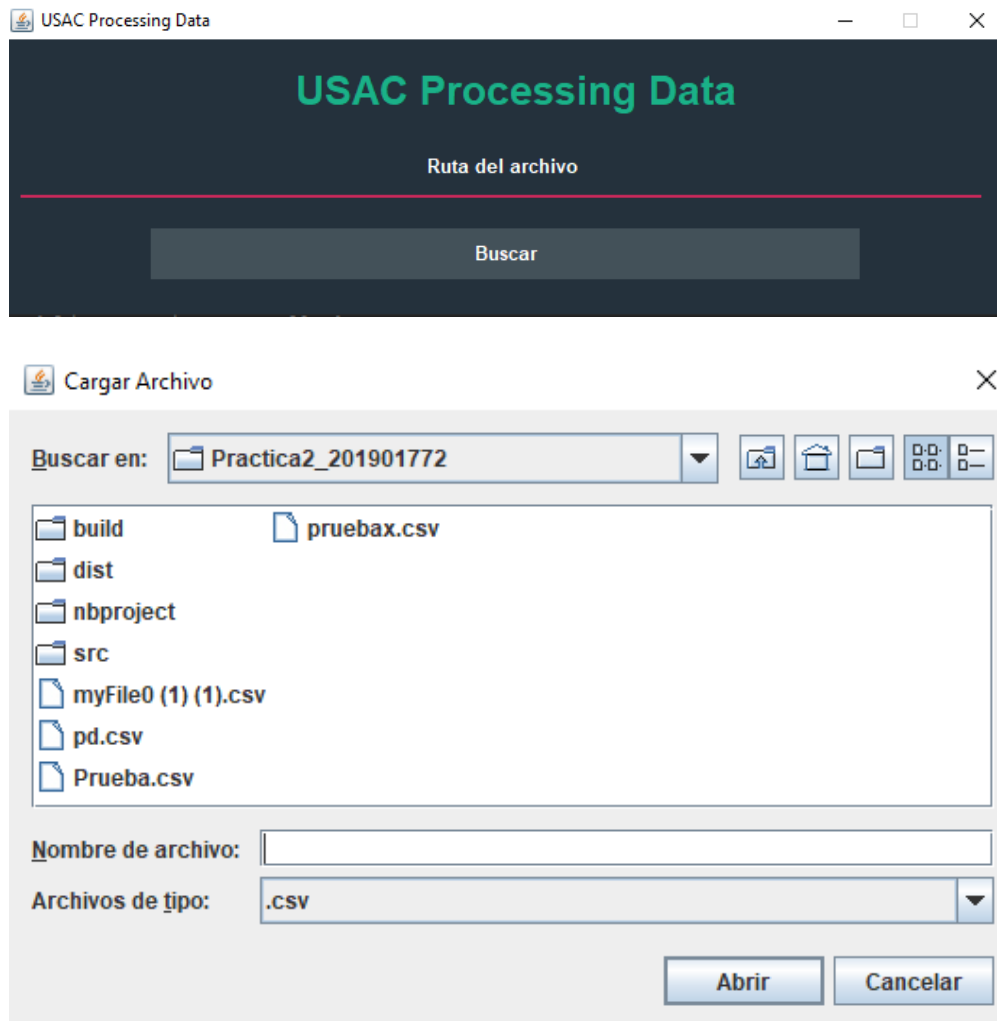 USAC Processing Data
USAC Processing Data
Ruta del archivo
Buscar
Cargar Archivo
Buscar en: Practica2_201901772
build
dist
nbproject
src
myFile0 (1) (1).csv
pd.csv
Prueba.csv
pruebax.csv
Nombre de archivo:
Archivos de tipo: .csv
Abrir Cancelar